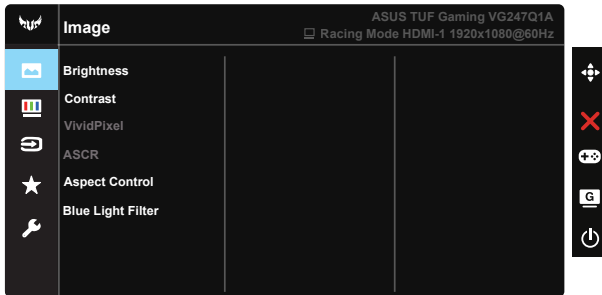 Image
ASUS TUF Gaming VG247Q1A
Racing Mode HDMI-1 1920x1080@60Hz
Brightness
Contrast
VividPixel
ASCR
Aspect Control
Blue Light Filter
G